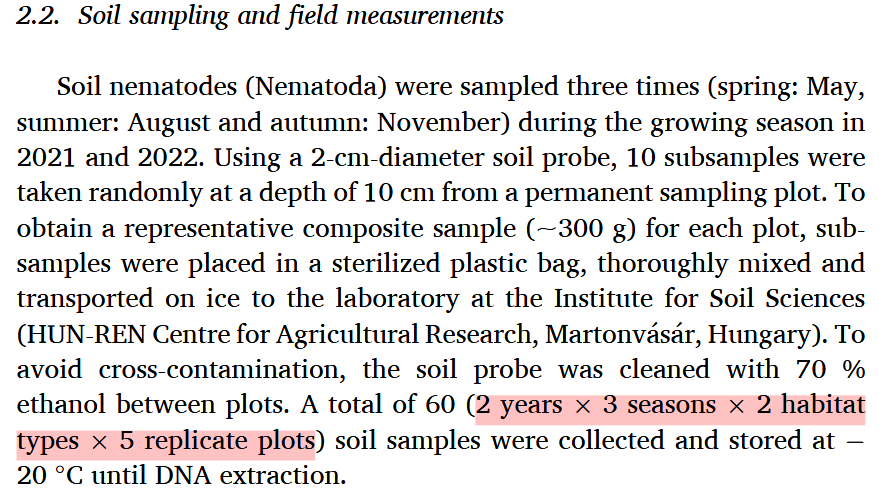 2.2. Soil sampling and field measurements
Soil nematodes (Nematoda) were sampled three times (spring: May,
summer: August and autumn: November) during the growing season in
2021 and 2022. Using a 2-cm-diameter soil probe, 10 subsamples were
taken randomly at a depth of 10 cm from a permanent sampling plot. To
obtain a representative composite sample (∼300 g) for each plot, sub-
samples were placed in a sterilized plastic bag, thoroughly mixed and
transported on ice to the laboratory at the Institute for Soil Sciences
(HUN-REN Centre for Agricultural Research, Martonvásár, Hungary). To
avoid cross-contamination, the soil probe was cleaned with 70 %
ethanol between plots. A total of 60 (2 years × 3 seasons × 2 habitat
types × 5 replicate plots) soil samples were collected and stored at −
20 °C until DNA extraction.